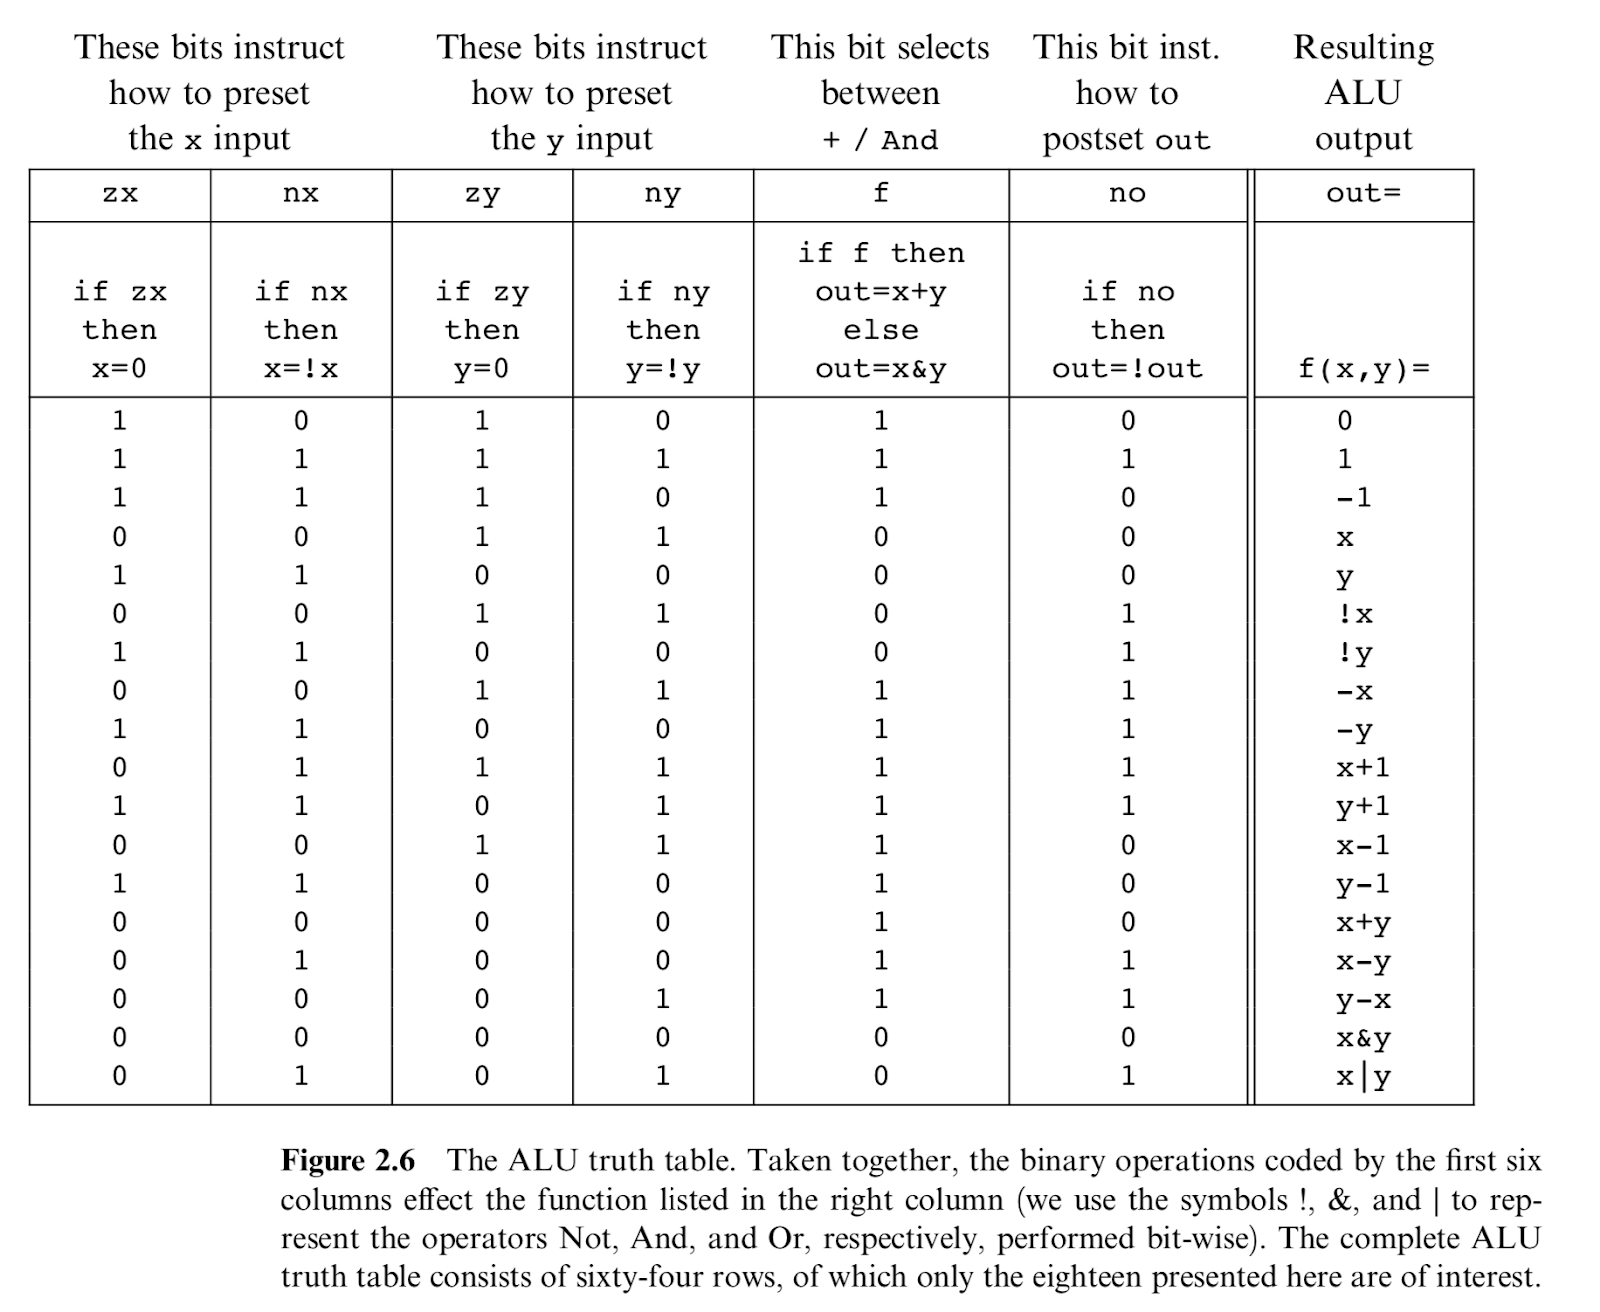 These bits instruct These bits instruct This bit selects This bit inst. Resulting
how to preset how to preset between how to ALU
the x input the y input + / And postset out output
zx nx zy ny f no out=
if f then
if zx if nx if zy if ny out=x+y if no
then then then then else then
x=0 x=!x y=0 y=!y out=x&y out=!out f(x,y)=
1 0 1 0 1 0 0
1 1 1 1 1 1 1
1 1 1 0 1 0 -1
0 0 1 1 0 0 x
1 1 0 0 0 0 y
0 0 1 1 0 1 !x
1 1 0 0 0 1 !y
0 0 1 1 1 1 -x
1 1 0 0 1 1 -y
0 1 1 1 1 1 x+1
1 1 0 1 1 1 y+1
0 0 1 1 1 0 x-1
1 1 0 0 1 0 y-1
0 0 0 0 1 0 x+y
0 1 0 0 1 1 x-y
0 0 0 1 1 1 y-x
0 0 0 0 0 0 x&y
0 1 0 1 0 1 x|y
Figure 2.6 The ALU truth table. Taken together, the binary operations coded by the first six
columns effect the function listed in the right column (we use the symbols !, &, and | to rep-
resent the operators Not, And, and Or, respectively, performed bit-wise). The complete ALU
truth table consists of sixty-four rows, of which only the eighteen presented here are of interest.